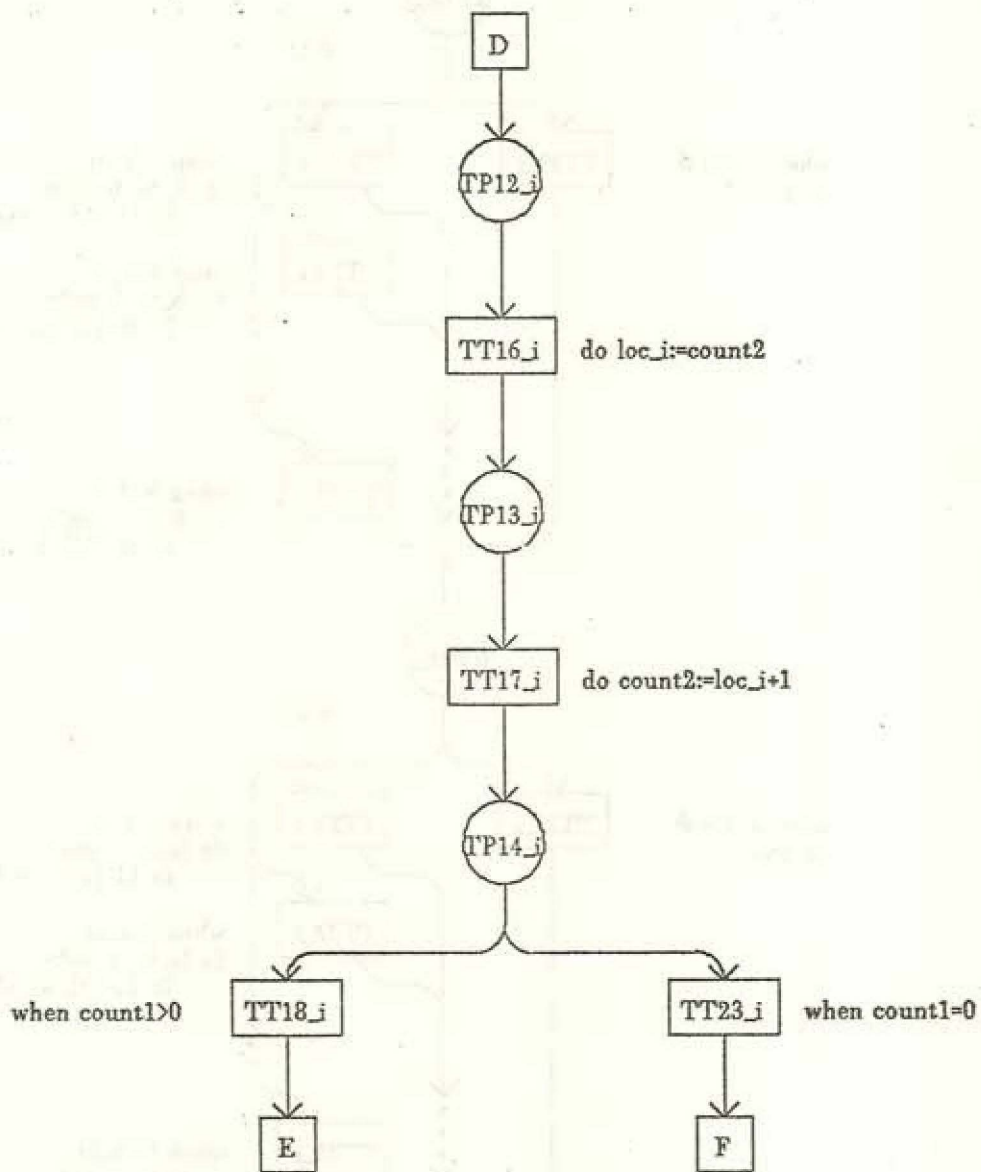 D
TP12_i
TT16_i do loc_i:=count2
TP13_i
TT17_i do count2:=loc_i+1
TP14_i
when count1>0 TT18_i TT23_i when count1=0
E F